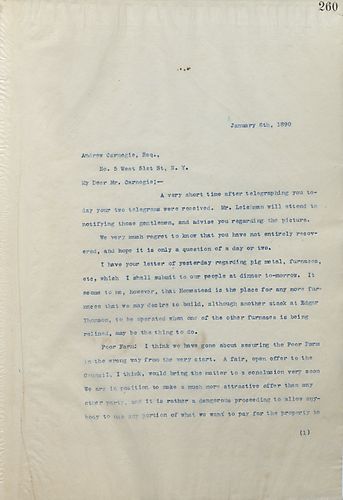 260
January 6th, 1890
Andrew Carnegie, Esq.,
No. 5 West 51st St, N. Y.
My Dear Mr. Carnegie;--
A very short time after telegraphing you to-
day your two telegrams were received. Mr. Leishman will attend to
notifying those gentlemen, and advise you regarding the picture.
We very much regret to know that you have not entirely recov-
ered, and hope it is only a question of a day or two.
I have your letter of yesterday regarding pig metal, furnaces,
etc, which I shall submit to our people at dinner to-morrow. It
seems to me, however, that Homestead is the place for any more fur-
naces that we may desire to build, although another stack at Edgar
Thomson, to be operated when one of the other furnaces is being
relined, may be the thing to do.
Poor Farm: I think we have gone about securing the Poor Farm
in the wrong way from the very start. A fair, open offer to the
Council, I think, would bring the matter to a conclusion very soon
We are in position to make a much more attractive offer than any
other party, and it is rather a dangerous proceeding to allow any-
body to use any portion of what we want to pay for the property to
(1)